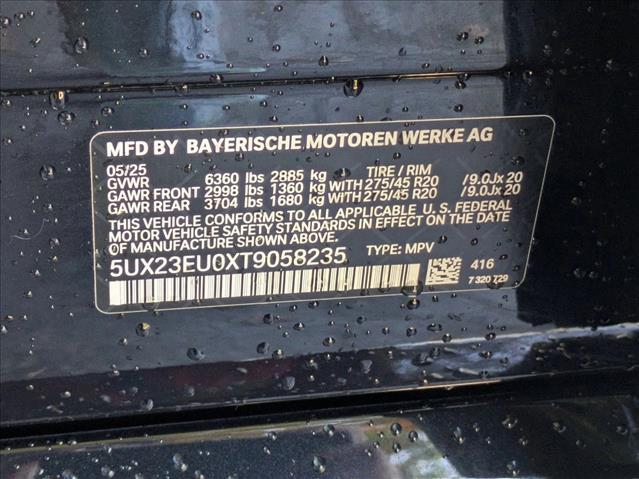 MFD BY BAYERISCHE MOTOREN WERKE AG
05/25 TIRE / RIM
GVWR 6360 lbs 2885 kg
GAWR FRONT 2998 lbs 1360 kg WITH 275/45 R20 / 9.0Jx 20
GAWR REAR 3704 lbs 1680 kg WITH 275/45 R20 / 9.0Jx 20
THIS VEHICLE CONFORMS TO ALL APPLICABLE U. S. FEDERAL
MOTOR VEHICLE SAFETY STANDARDS IN EFFECT ON THE DATE
OF MANUFACTURE SHOWN ABOVE.
5UX23EU0XT9058235 TYPE: MPV
416
7 320 729